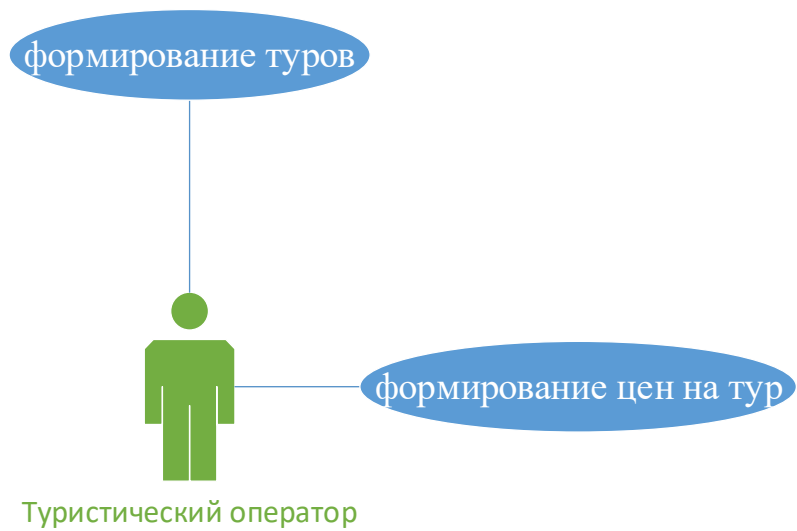 формирование туров
формирование цен на тур
Туристический оператор